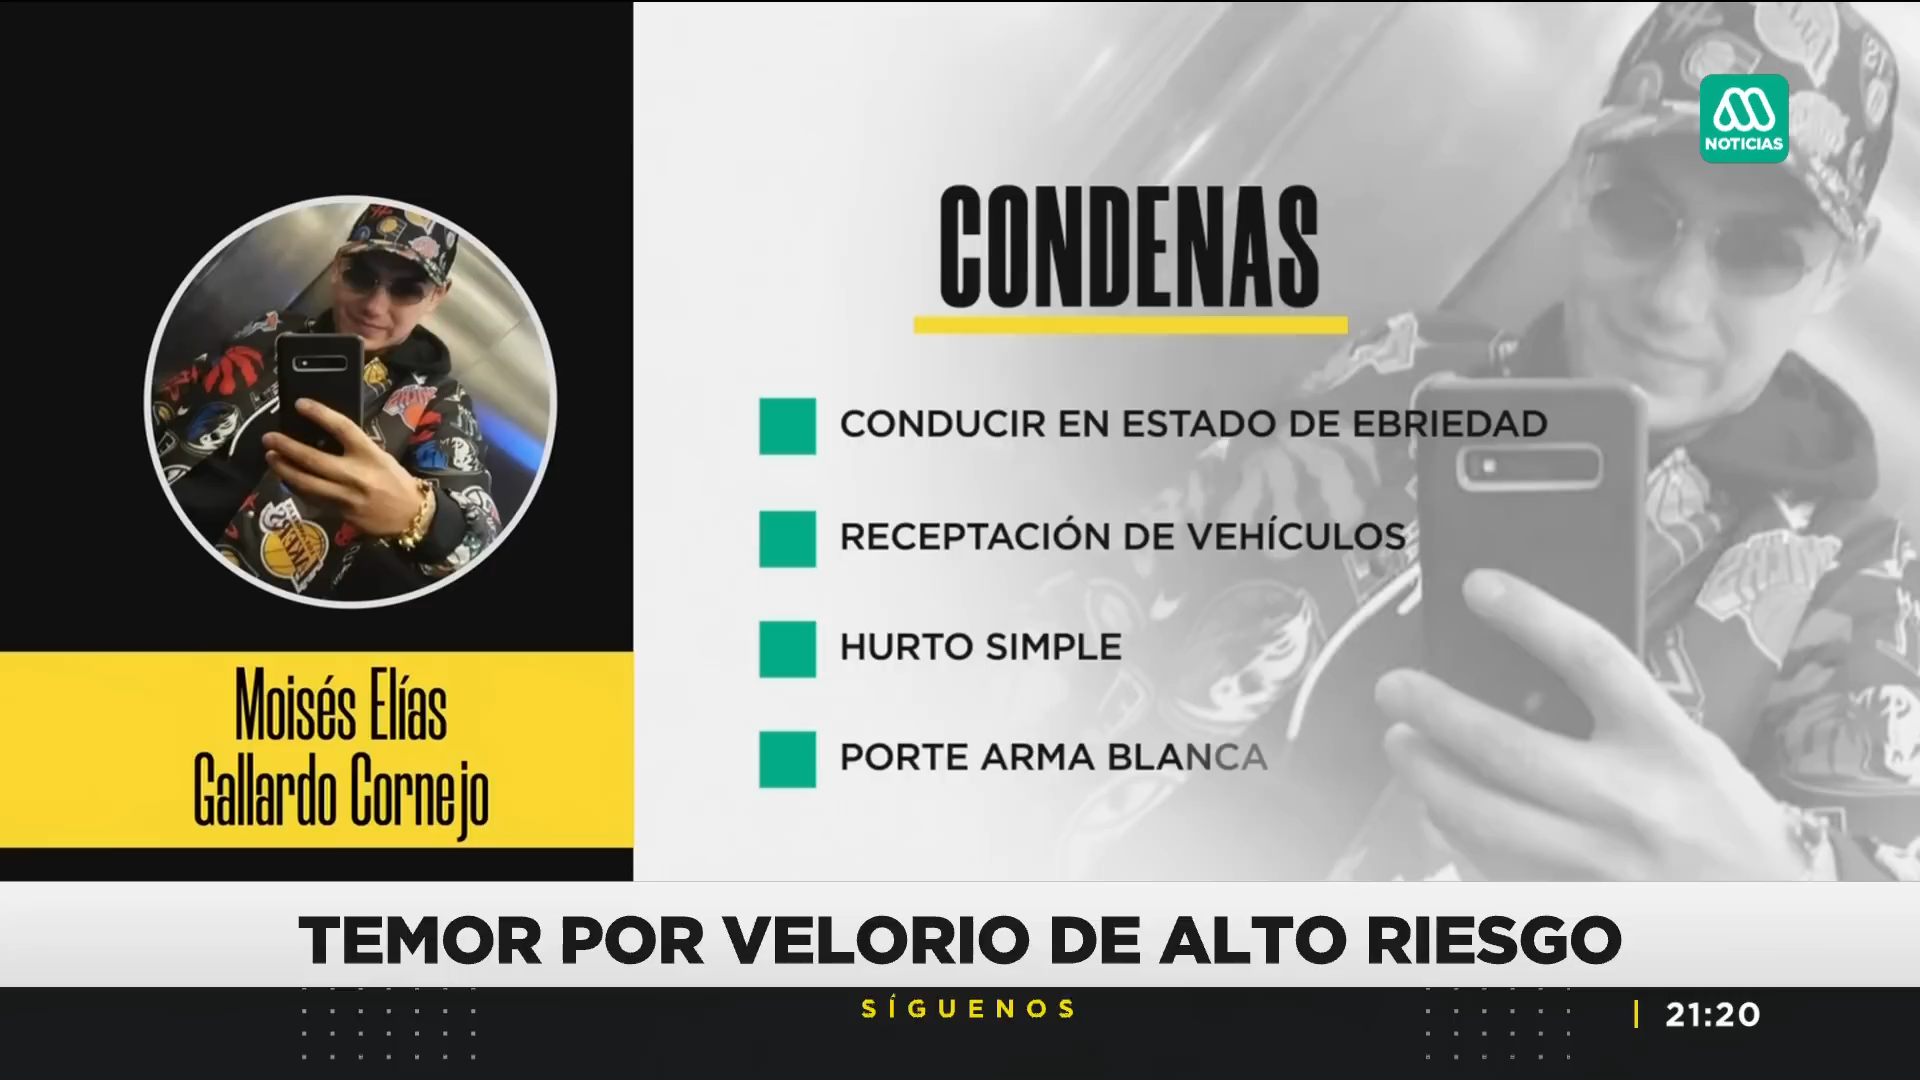 NOTICIAS
CONDENAS
CONDUCIR EN ESTADO DE EBRIEDAD
RECEPTACIÓN DE VEHÍCULOS
HURTO SIMPLE
PORTE ARMA BLANCA
Moisés Elías
Gallardo Cornejo
TEMOR POR VELORIO DE ALTO RIESGO
SÍGUENOS
21:20